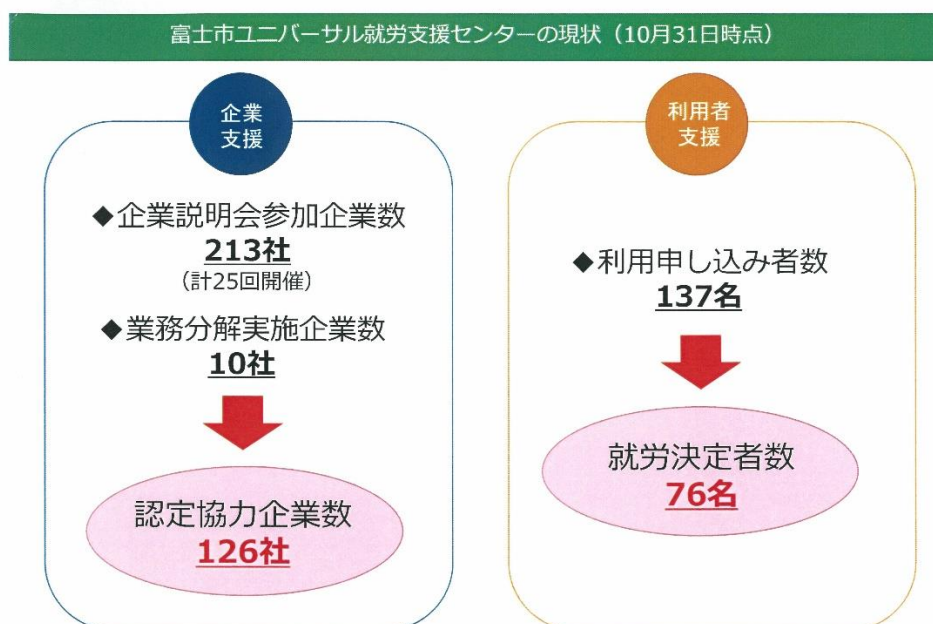 富士市ユニバーサル就労支援センターの現状（10月31日時点）
企業
支援
◆企業説明会参加企業数
213社
（計25回開催）
◆業務分解実施企業数
10社
認定協力企業数
126社
利用者
支援
◆利用申し込み者数
137名
就労決定者数
76名